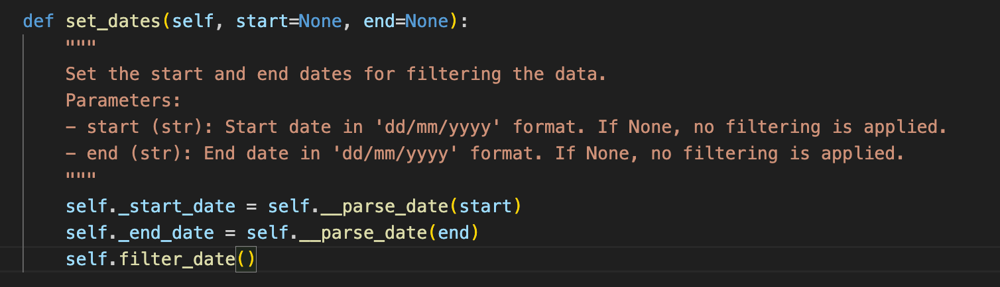 def set_dates(self, start=None, end=None):
    """
    Set the start and end dates for filtering the data.
    Parameters:
    - start (str): Start date in 'dd/mm/yyyy' format. If None, no filtering is applied.
    - end (str): End date in 'dd/mm/yyyy' format. If None, no filtering is applied.
    """
    self._start_date = self.__parse_date(start)
    self._end_date = self.__parse_date(end)
    self.filter_date()